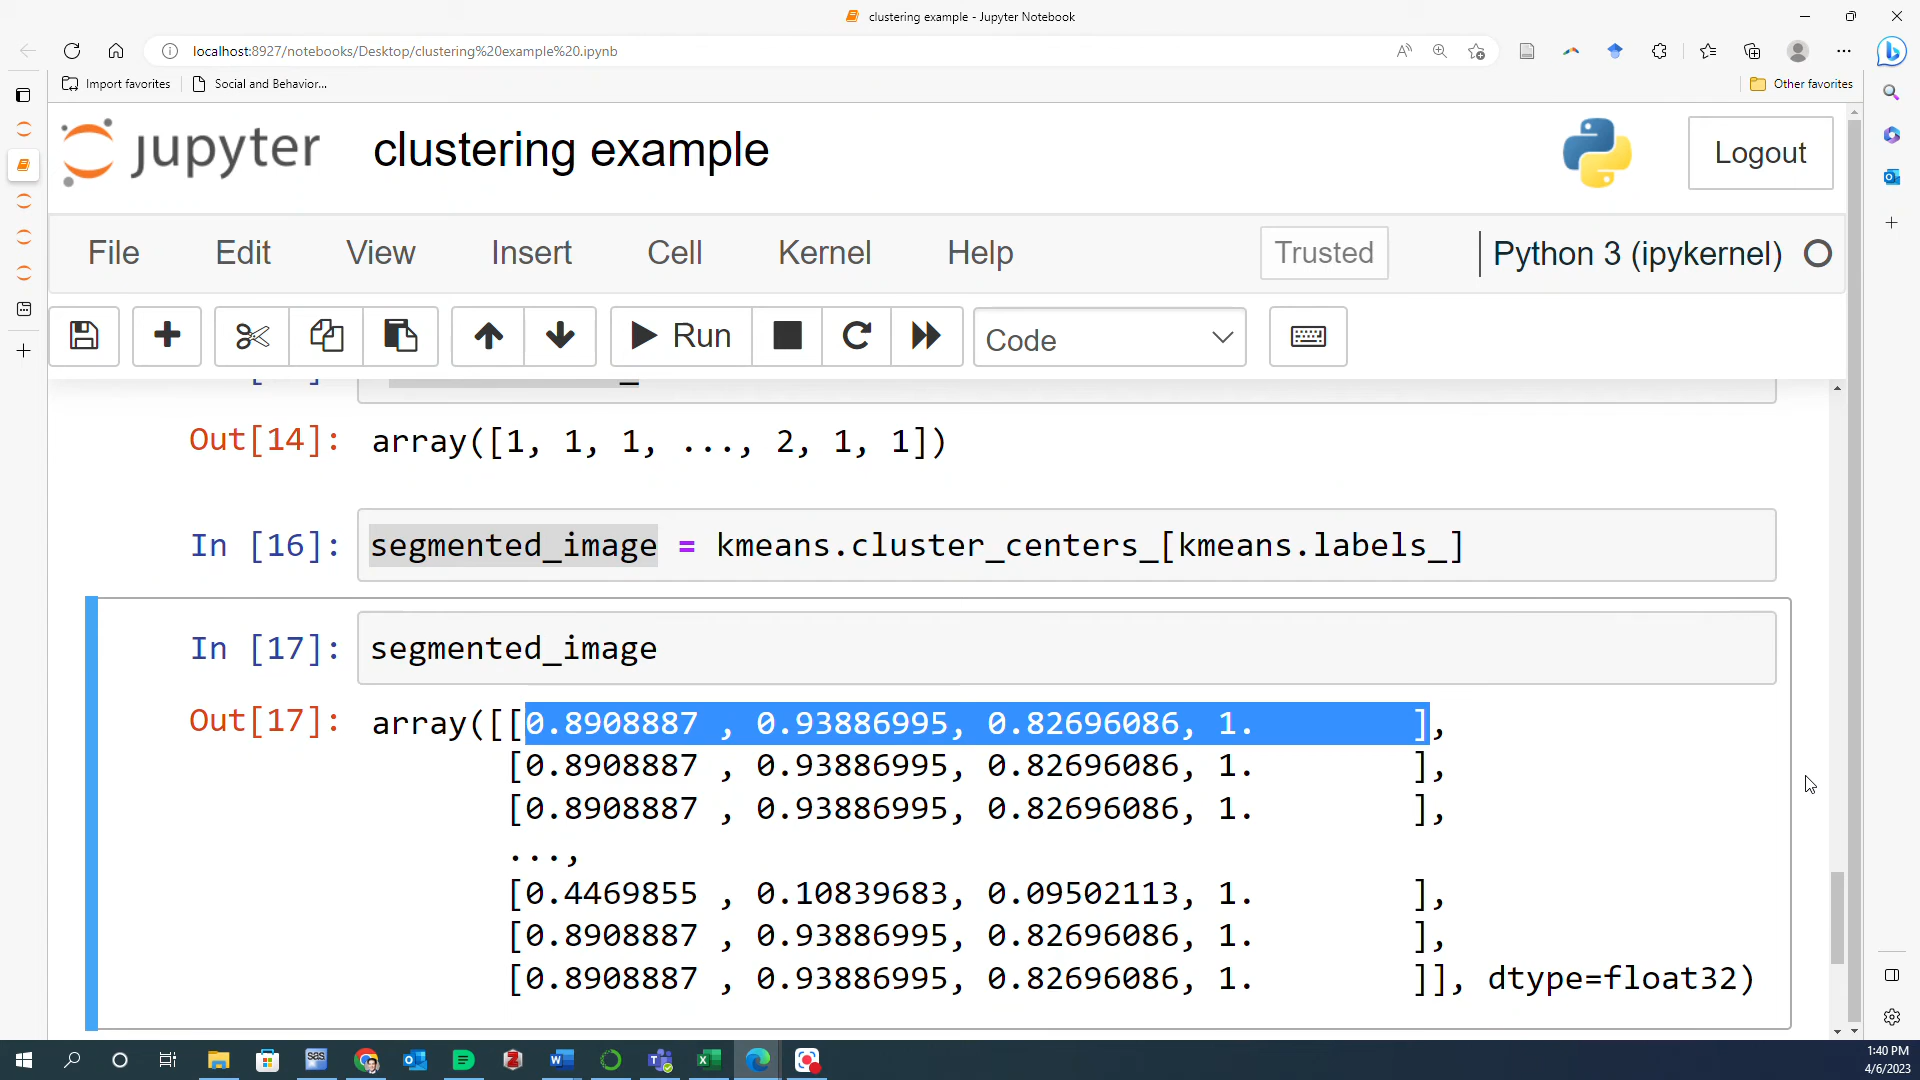 clustering example - Jupyter Notebook
localhost:8927/notebooks/Desktop/clustering%20example%20.ipynb
Import favorites
Social and Behavior...
Other favorites
jupyter
clustering example
Logout
File Edit View Insert Cell Kernel Help
Trusted
Python 3 (ipykernel)
Run
Code
Out[14]: array([1, 1, 1, ..., 2, 1, 1])
In [16]: segmented_image = kmeans.cluster_centers_[kmeans.labels_]
In [17]: segmented_image
Out[17]: array([[0.8908887 , 0.93886995, 0.82696086, 1.        ],
[0.8908887 , 0.93886995, 0.82696086, 1.        ],
[0.8908887 , 0.93886995, 0.82696086, 1.        ],
...,
[0.4469855 , 0.10839683, 0.09502113, 1.        ],
[0.8908887 , 0.93886995, 0.82696086, 1.        ],
[0.8908887 , 0.93886995, 0.82696086, 1.        ]], dtype=float32)
sas
1:40 PM
4/6/2023